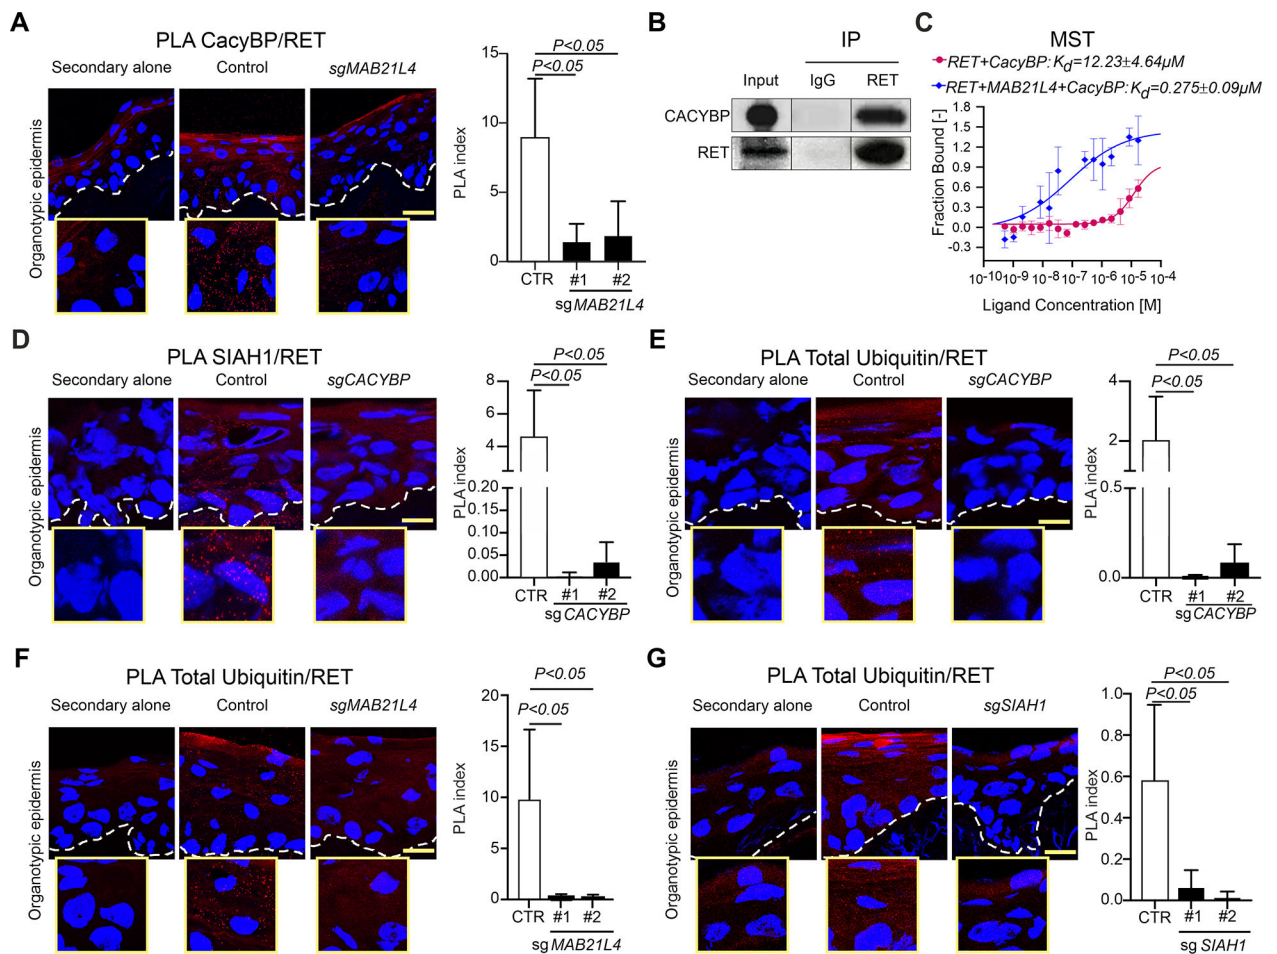 A
PLA CacyBP/RET
Secondary alone
Control
sgMAB21L4
Organotypic epidermis
PLA index
15
10
5
0
P<0.05
P<0.05
CTR
#1
#2
sgMAB21L4
B
IP
Input
IgG
RET
CACYBP
RET
C
MST
RET+CacyBP: Kd=12.23±4.64µM
RET+MAB21L4+CacyBP: Kd=0.275±0.09µM
Fraction Bound [-]
1.8
1.5
1.2
0.9
0.6
0.3
0.0
-0.3
10-10
10-9
10-8
10-7
10-6
10-5
10-4
Ligand Concentration [M]
D
PLA SIAH1/RET
Secondary alone
Control
sgCACYBP
Organotypic epidermis
PLA index
8
6
4
0.20
0.15
0.10
0.05
0.00
P<0.05
P<0.05
CTR
#1
#2
sgCACYBP
E
PLA Total Ubiquitin/RET
Secondary alone
Control
sgCACYBP
Organotypic epidermis
PLA index
4
2
0.5
0.0
P<0.05
P<0.05
CTR
#1
#2
sgCACYBP
F
PLA Total Ubiquitin/RET
Secondary alone
Control
sgMAB21L4
Organotypic epidermis
PLA index
20
15
10
5
0
P<0.05
P<0.05
CTR
#1
#2
sgMAB21L4
G
PLA Total Ubiquitin/RET
Secondary alone
Control
sgSIAH1
Organotypic epidermis
PLA index
1.0
0.8
0.6
0.4
0.2
0.0
P<0.05
P<0.05
CTR
#1
#2
sg SIAH1